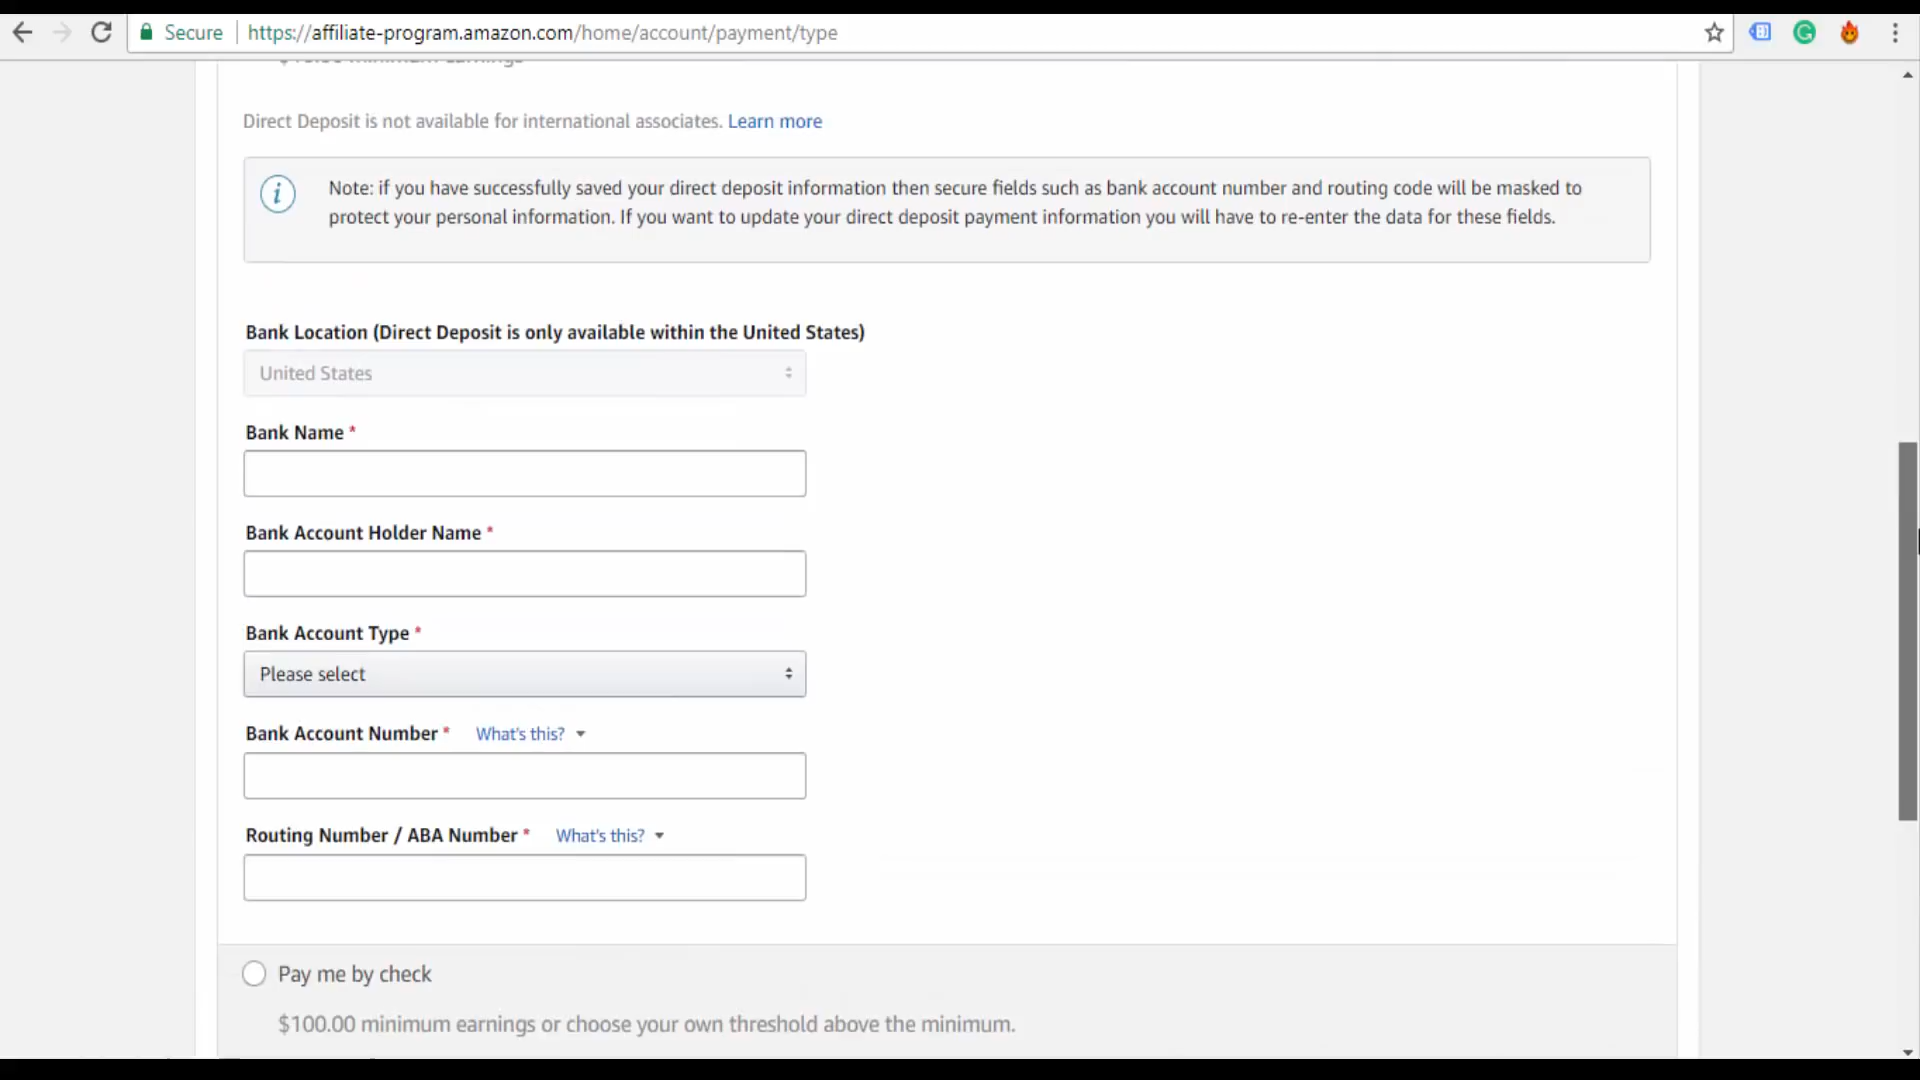 Secure https://affiliate-program.amazon.com/home/account/payment/type
minimum earnings
Direct Deposit is not available for international associates. Learn more
Note: if you have successfully saved your direct deposit information then secure fields such as bank account number and routing code will be masked to
protect your personal information. If you want to update your direct deposit payment information you will have to re-enter the data for these fields.
Bank Location (Direct Deposit is only available within the United States)
United States
Bank Name *
Bank Account Holder Name *
Bank Account Type *
Please select
Bank Account Number * What's this?
Routing Number / ABA Number * What's this?
Pay me by check
$100.00 minimum earnings or choose your own threshold above the minimum.